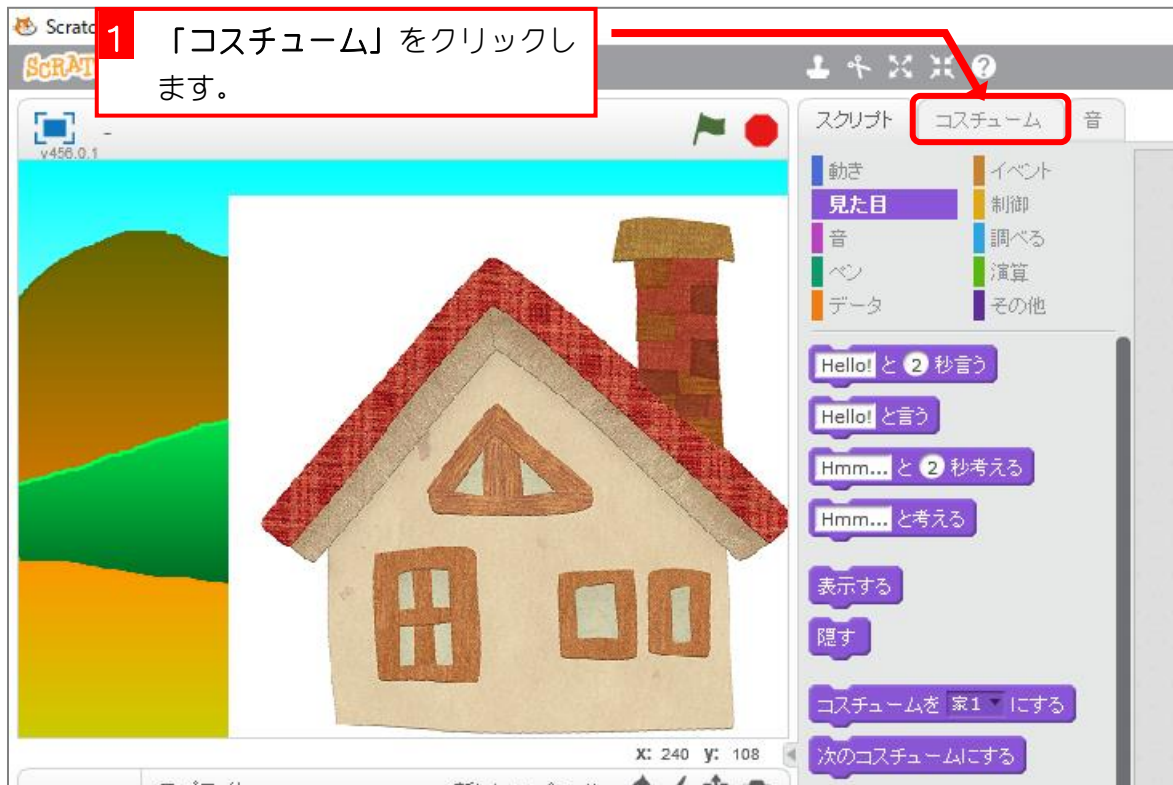 1
「コスチューム」をクリックし
ます。
v456.0.1
スクリプト コスチューム 音
動き イベント
見た目 制御
音 調べる
ペン 演算
データ その他
Hello! と 2 秒言う
Hello! と言う
Hmm... と 2 秒考える
Hmm... と考える
表示する
隠す
コスチュームを 家1 にする
次のコスチュームにする
X: 240 y: 108